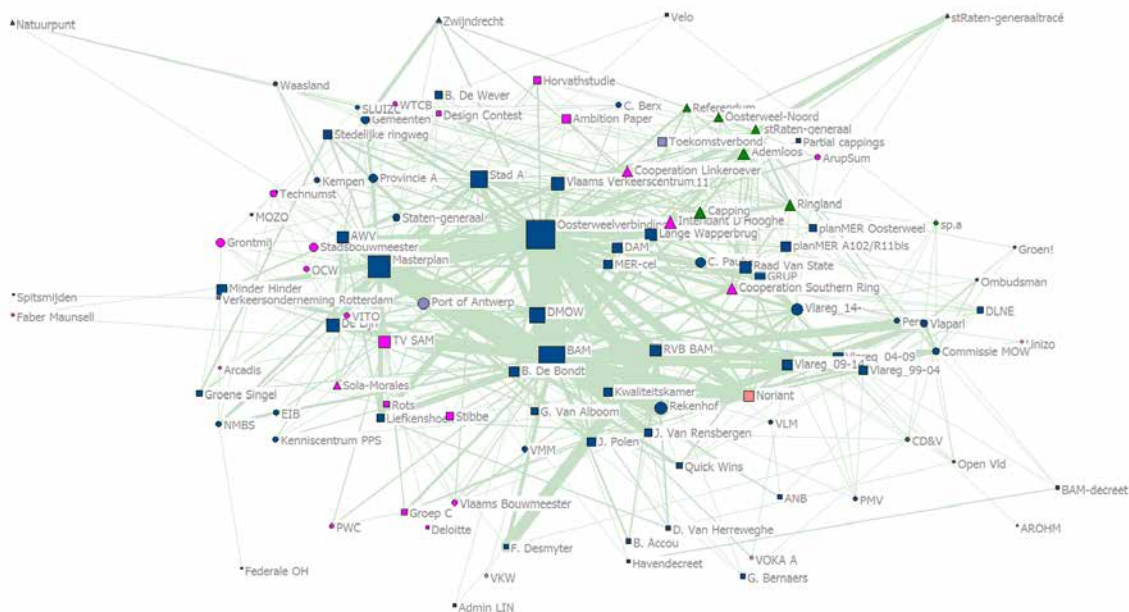 Natuurpunt
Zwijndrecht
Velo
stRaten-generaaltracé
Waasland
Horvathstudie
B. De Wever
WTCB
SLUIZC
Gemeenten
Design Contest
C. Berx
Referendum
Ambition Paper
Oosterweel-Noord
stRaten-generaal
Stedelijke ringweg
Toekomstverbond
Partial cappings
Ademloos
ArupSum
Cooperation Linkeroever
Kempen
Provincie A
Stad A
Vlaams Verkeerscentrum 11
Technumst
MOZO
Staten-generaal
Capping
Ringland
Oosterweelverbinding
Intendant D'Hooghe
Lange Wapperbrug
planMER Oosterweel
sp.a
AWV
Grontmij
Stadsbouwmeester
DAM
planMER A102/R11bis
Groen!
Masterplan
OCW
MER-cel
C. Pauls
Raad Van State
GRUP
Ombudsman
Minder Hinder
Cooperation Southern Ring
Spitsmijden
Verkeersonderneming Rotterdam
Port of Antwerp
Vlareg_14-
DLNE
Faber Maunsell
VITO
De Lijn
DMOW
Pers
Vlaparl
TV SAM
Unizo
BAM
RVB BAM
Commissie MOW
Vlareg_04-09
Vlareg_09-14
Vlareg_99-04
Arcadis
B. De Bondt
Sola-Morales
Groene Singel
Kwaliteitskamer
Noriant
Rots
Rekenhof
EIB
Liefkenshoek
Stibbe
G. Van Alboom
NMBS
VLM
Kenniscentrum PPS
J. Van Rensbergen
J. Polen
CD&V
VMM
Quick Wins
Open Vld
BAM-decreet
ANB
PMV
Vlaams Bouwmeester
Groep C
PWC
Deloitte
AROHM
D. Van Herreweghe
B. Accou
F. Desmyter
Havendecreet
VOKA A
Federale OH
VKW
G. Bernaers
Admin LIN